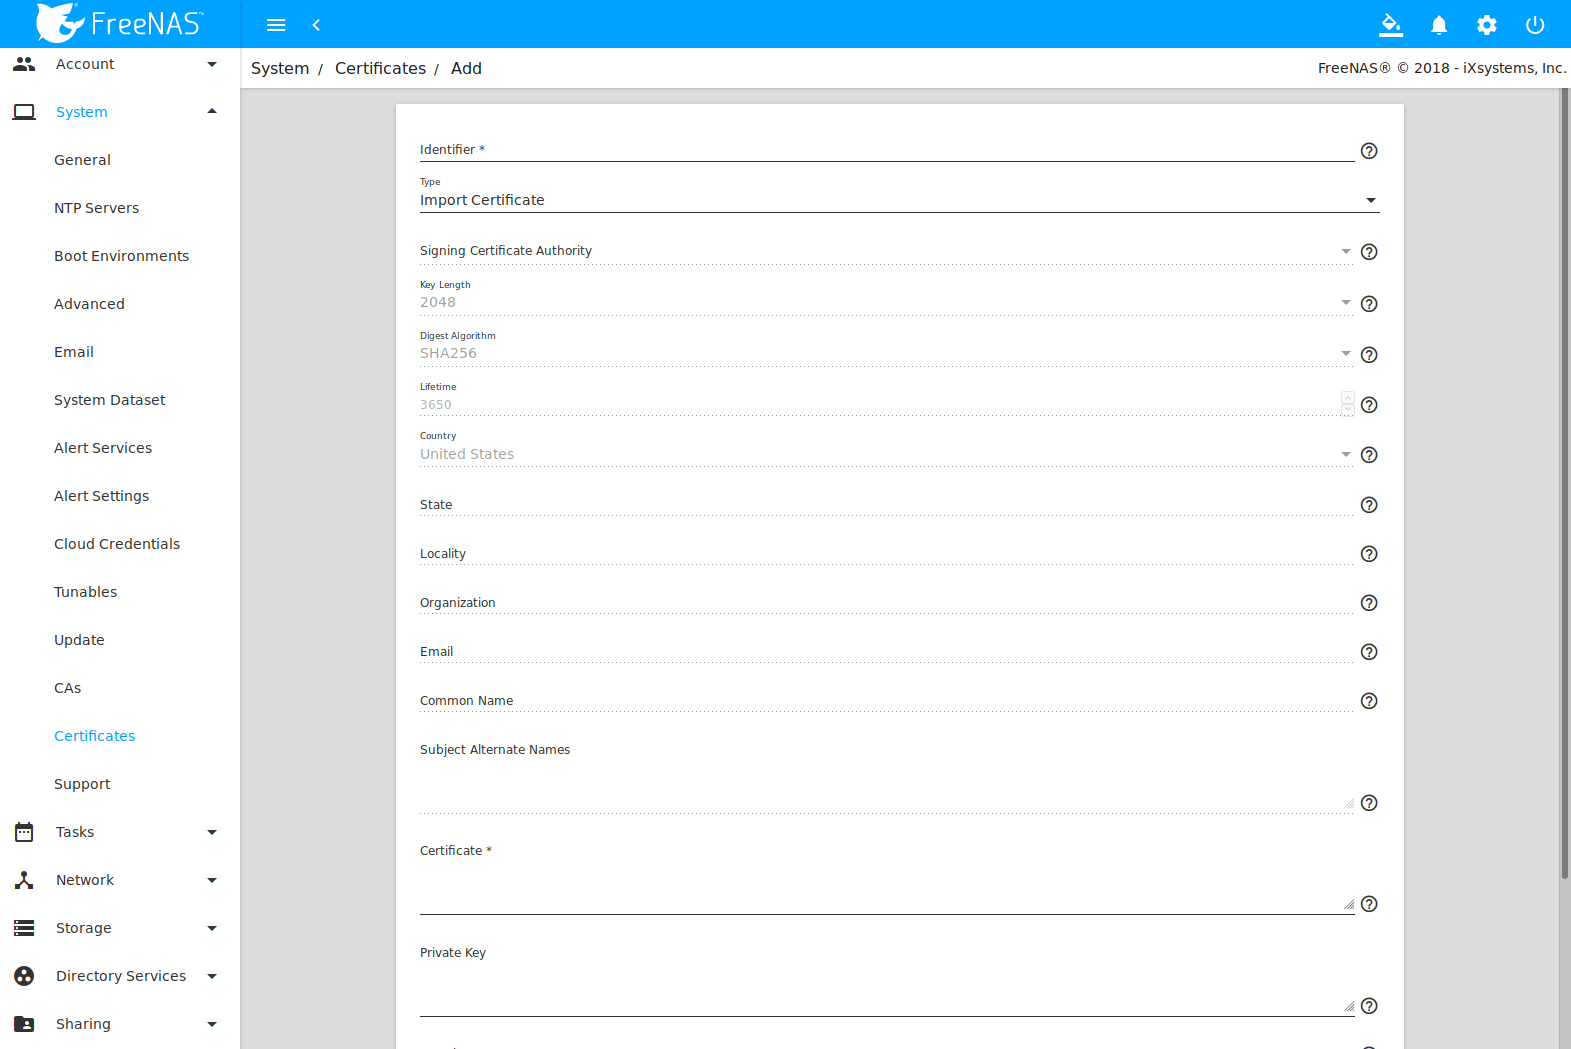 FreeNAS™
System / Certificates / Add
FreeNAS® © 2018 - iXsystems, Inc.
Account
System
General
NTP Servers
Boot Environments
Advanced
Email
System Dataset
Alert Services
Alert Settings
Cloud Credentials
Tunables
Update
CAs
Certificates
Support
Tasks
Network
Storage
Directory Services
Sharing
Identifier *
Type
Import Certificate
Signing Certificate Authority
Key Length
2048
Digest Algorithm
SHA256
Lifetime
3650
Country
United States
State
Locality
Organization
Email
Common Name
Subject Alternate Names
Certificate *
Private Key